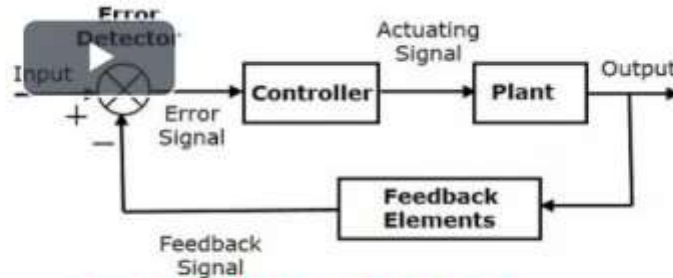 Error
Detector
Input
+
−
Error
Signal
Controller
Actuating
Signal
Plant
Output
Feedback
Elements
Feedback
Signal